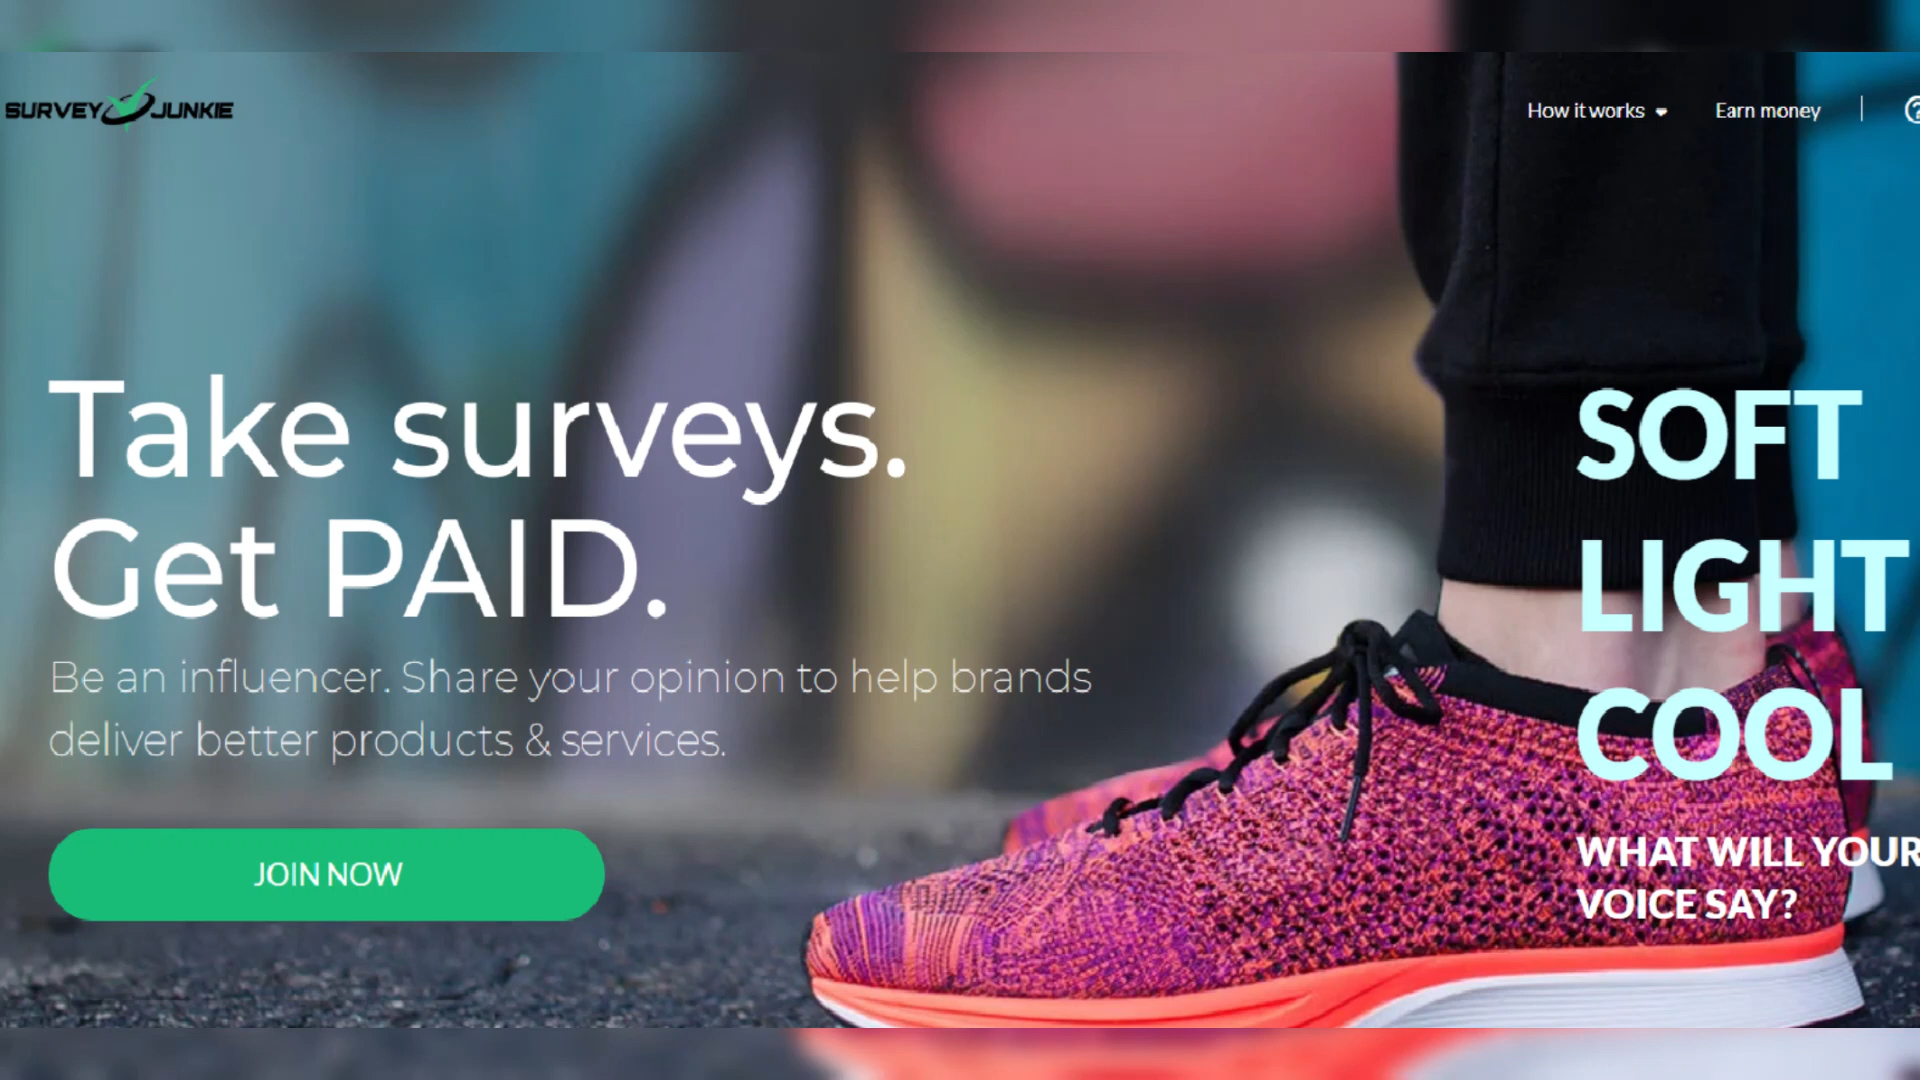 SURVEY JUNKIE
How it works
Earn money
Take surveys.
Get PAID.
Be an influencer. Share your opinion to help brands
deliver better products & services.
JOIN NOW
SOFT
LIGHT
COOL
WHAT WILL YOUR
VOICE SAY?